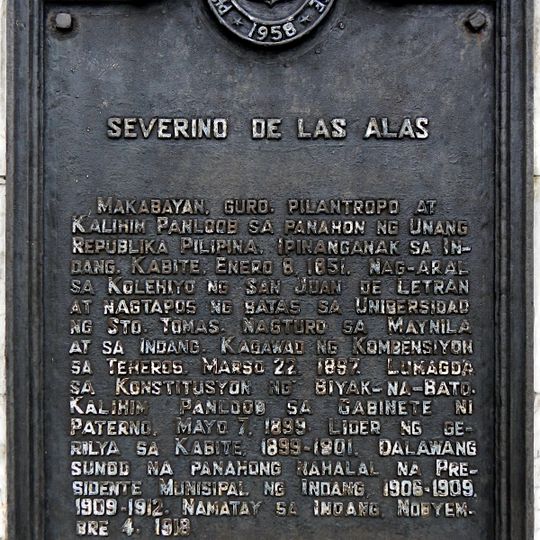 1958
SEVERINO DE LAS ALAS
MAKABAYAN, GURO, PILANTROPO AT
KALIHIM PANLOOB SA PANAHON NG UNANG
REPUBLIKA PILIPINA. IPINANGANAK SA IN-
DANG, KABITE, ENERO 8, 1851. NAG-ARAL
SA KOLEHIYO NG SAN JUAN DE LETRAN
AT NAGTAPOS NG BATAS SA UNIBERSIDAD
NG STO. TOMAS. NAGTURO SA MAYNILA
AT SA INDANG. KAGAWAD NG KOMBENSIYON
SA TEHEROS, MARSO 22, 1897. LUMAGDA
SA KONSTITUSYON NG BIYAK-NA-BATO.
KALIHIM PANLOOB SA GABINETE NI
PATERNO, MAYO 7, 1899. LIDER NG GE-
RILYA SA KABITE, 1899-1901. DALAWANG
SUNOD NA PANAHONG NAHALAL NA PRE-
SIDENTE MUNISIPAL NG INDANG, 1906-1909,
1909-1912. NAMATAY SA INDANG, NOBYEM-
BRE 4, 1918